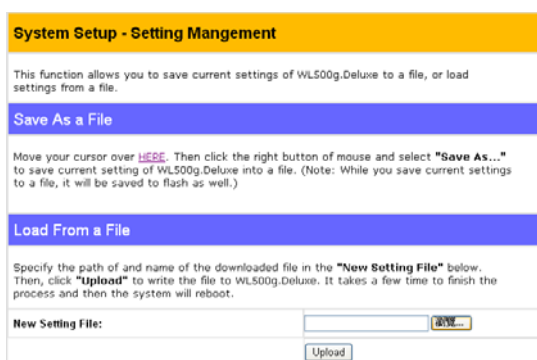 System Setup - Setting Mangement
This function allows you to save current settings of WL500g.Deluxe to a file, or load
settings from a file.
Save As a File
Move your cursor over HERE. Then click the right button of mouse and select "Save As..."
to save current setting of WL500g.Deluxe into a file. (Note: While you save current settings
to a file, it will be saved to flash as well.)
Load From a File
Specify the path of and name of the downloaded file in the "New Setting File" below.
Then, click "Upload" to write the file to WL500g.Deluxe. It takes a few time to finish the
process and then the system will reboot.
New Setting File:
Upload